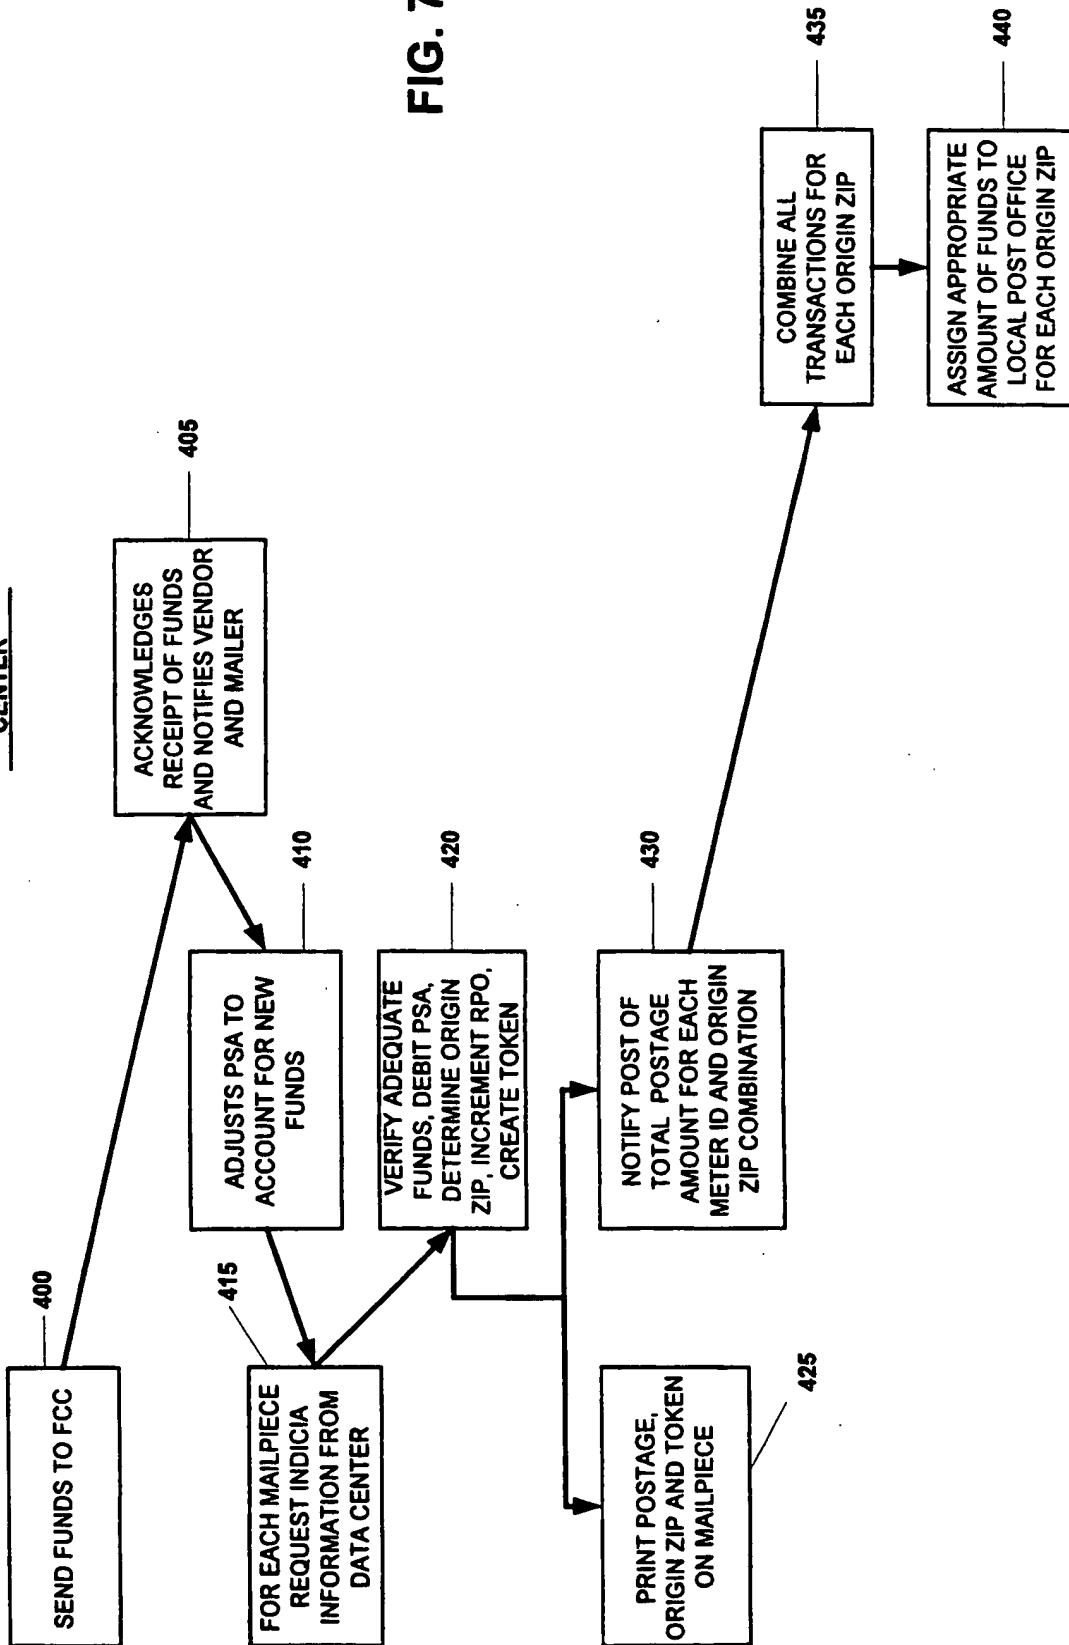 CENTER
FIG. 7
400
SEND FUNDS TO FCC
405
ACKNOWLEDGES
RECEIPT OF FUNDS
AND NOTIFIES VENDOR
AND MAILER
410
ADJUSTS PSA TO
ACCOUNT FOR NEW
FUNDS
415
FOR EACH MAILPIECE
REQUEST INDICIA
INFORMATION FROM
DATA CENTER
420
VERIFY ADEQUATE
FUNDS, DEBIT PSA,
DETERMINE ORIGIN
ZIP, INCREMENT RPO,
CREATE TOKEN
425
PRINT POSTAGE,
ORIGIN ZIP AND TOKEN
ON MAILPIECE
430
NOTIFY POST OF
TOTAL POSTAGE
AMOUNT FOR EACH
METER ID AND ORIGIN
ZIP COMBINATION
435
COMBINE ALL
TRANSACTIONS FOR
EACH ORIGIN ZIP
440
ASSIGN APPROPRIATE
AMOUNT OF FUNDS TO
LOCAL POST OFFICE
FOR EACH ORIGIN ZIP